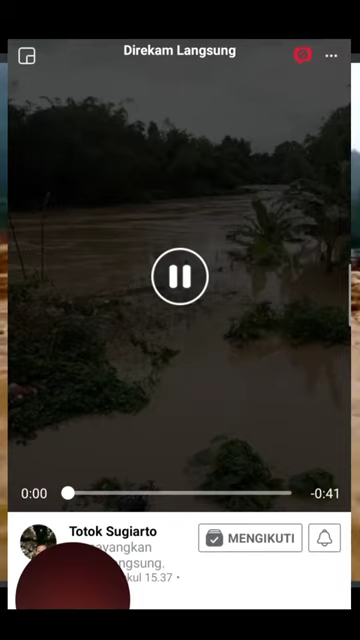 Direkam Langsung
0:00
-0:41
Totok Sugiarto
MENGIKUTI
ayangkan
ngsung.
kul 15.37 •